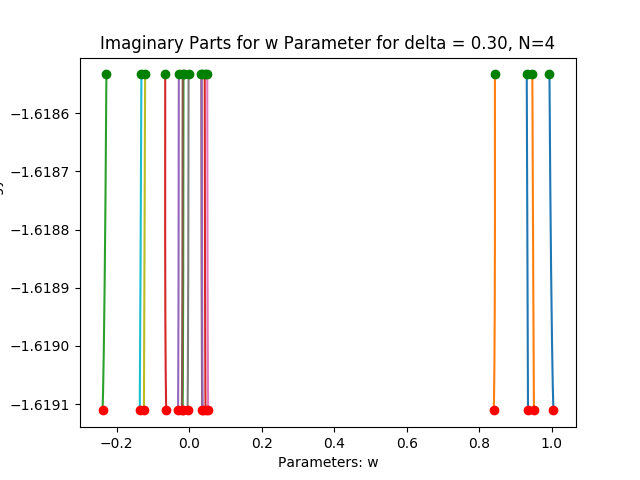 Imaginary Parts for w Parameter for delta = 0.30, N=4
−1.6186
−1.6187
−1.6188
−1.6189
−1.6190
−1.6191
−0.2 0.0 0.2 0.4 0.6 0.8 1.0
Parameters: w